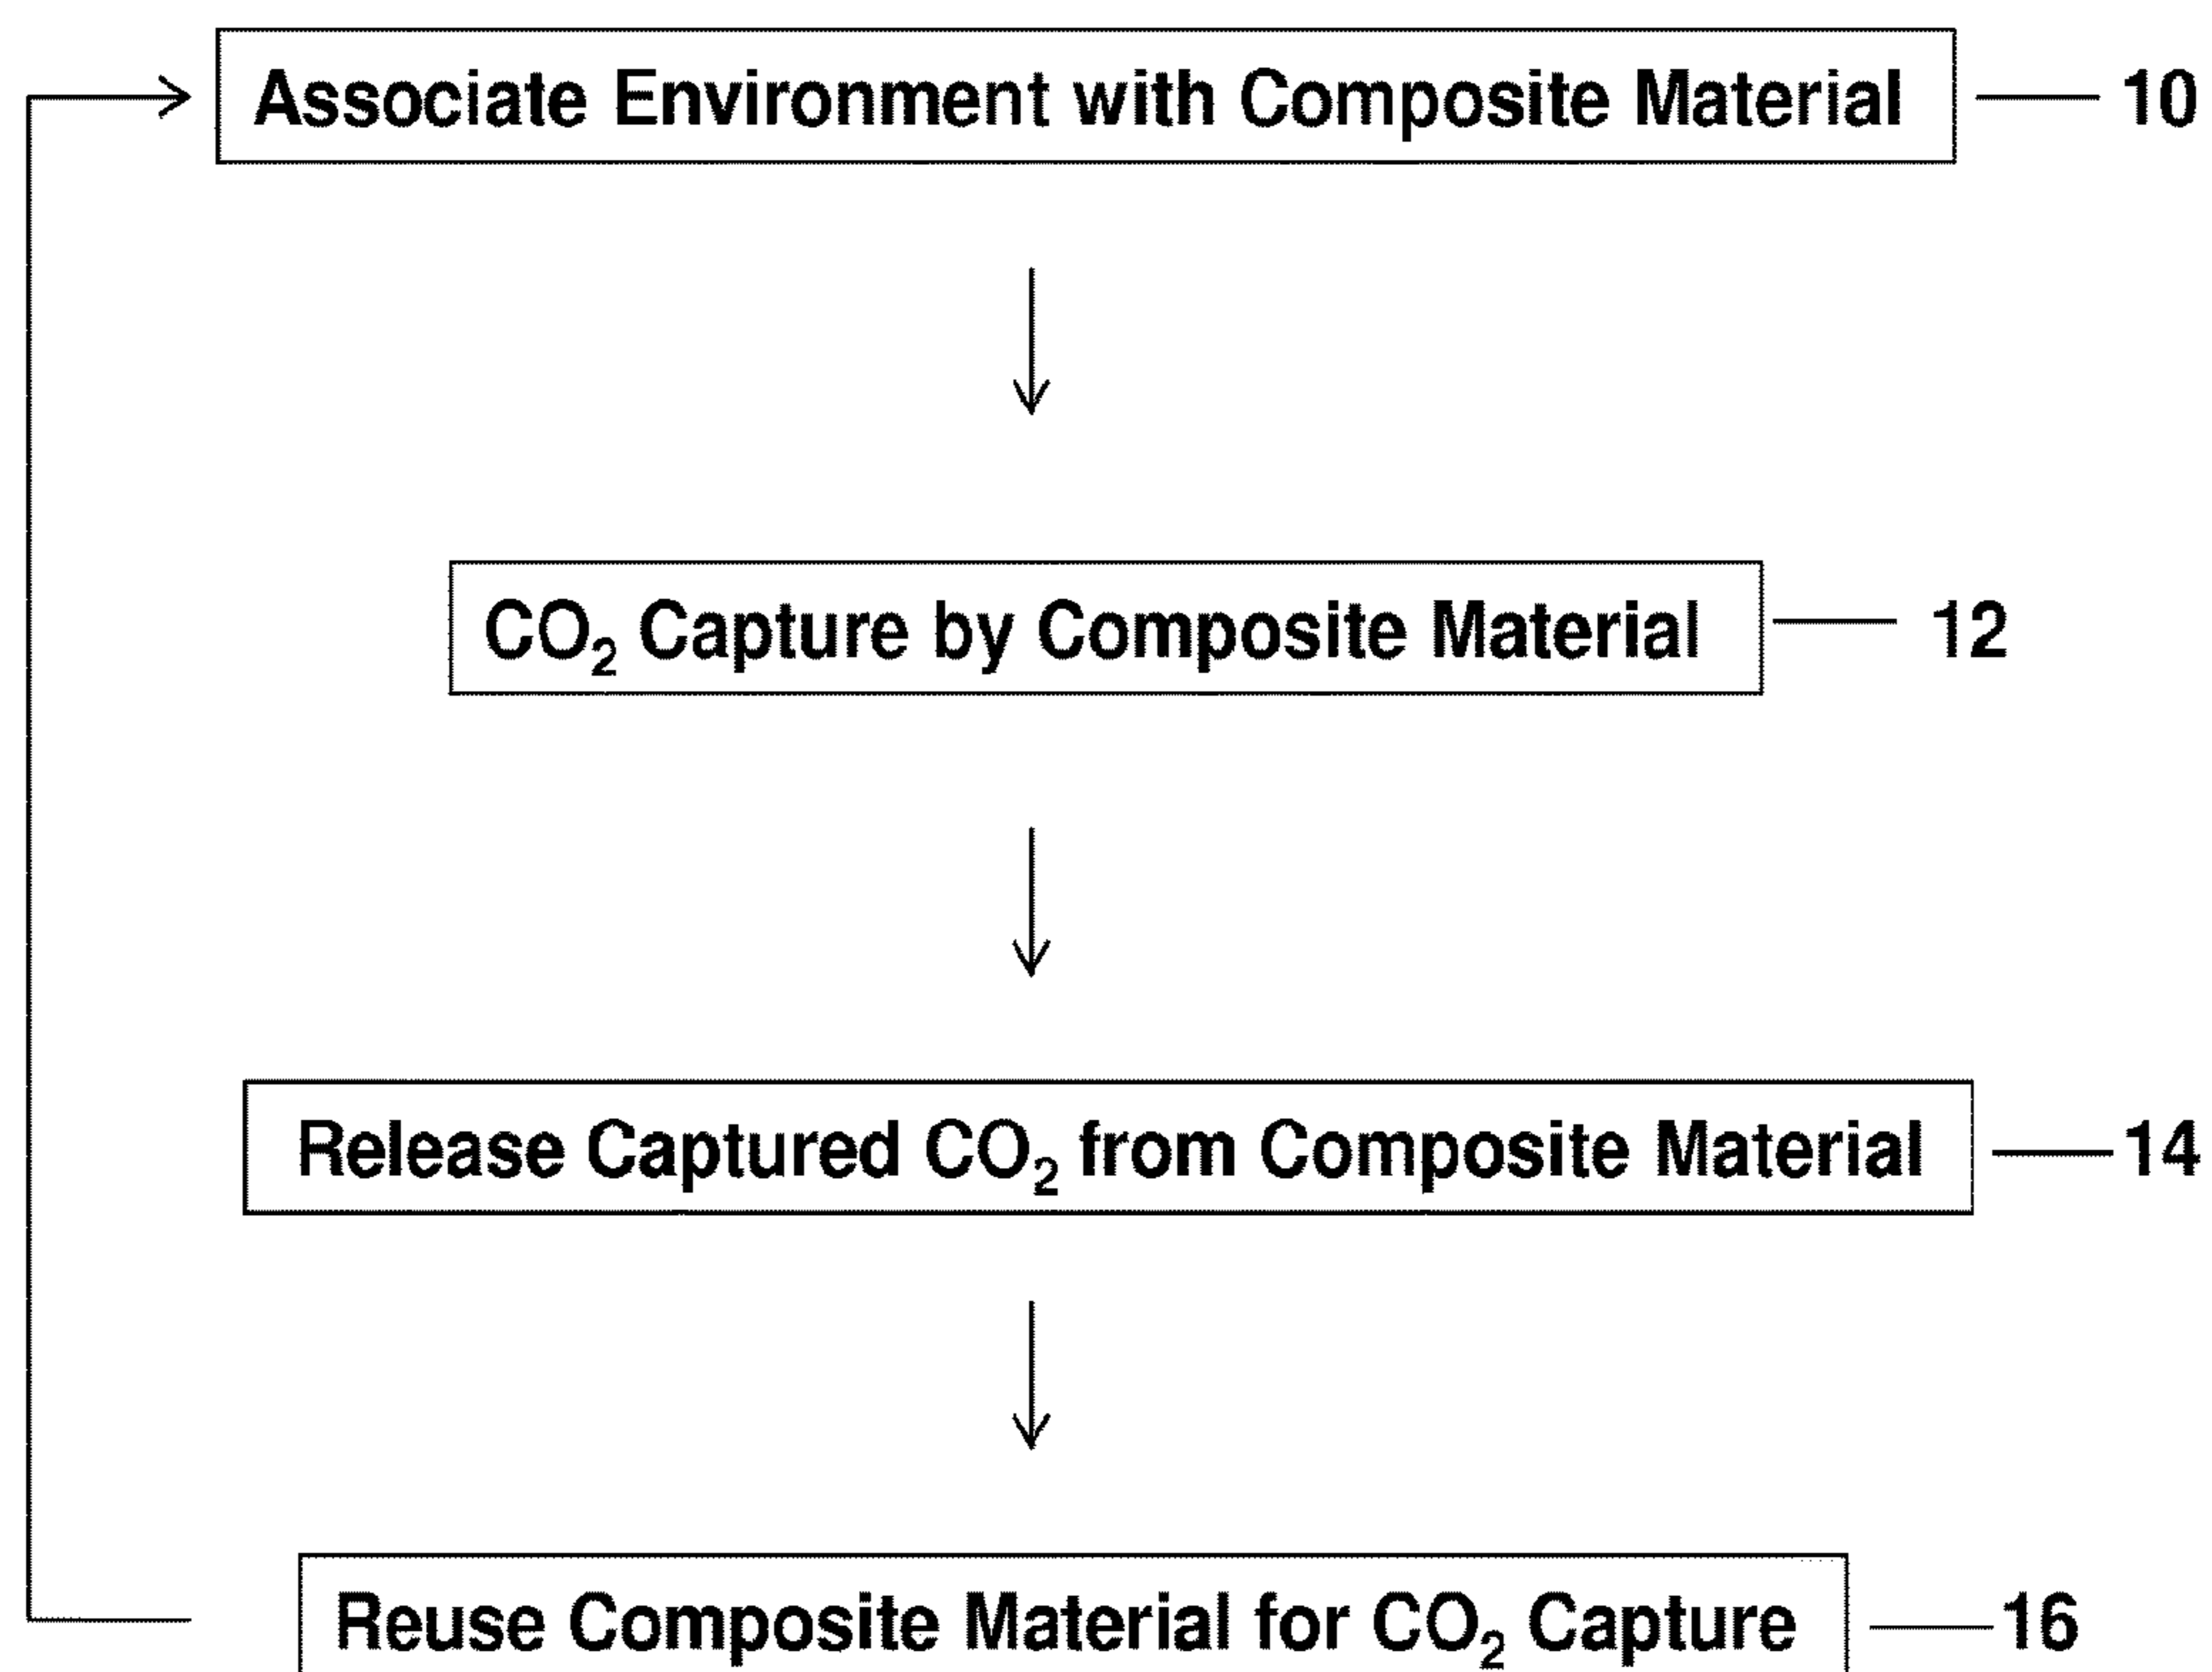 Associate Environment with Composite Material 10
CO₂ Capture by Composite Material 12
Release Captured CO₂ from Composite Material 14
Reuse Composite Material for CO₂ Capture 16